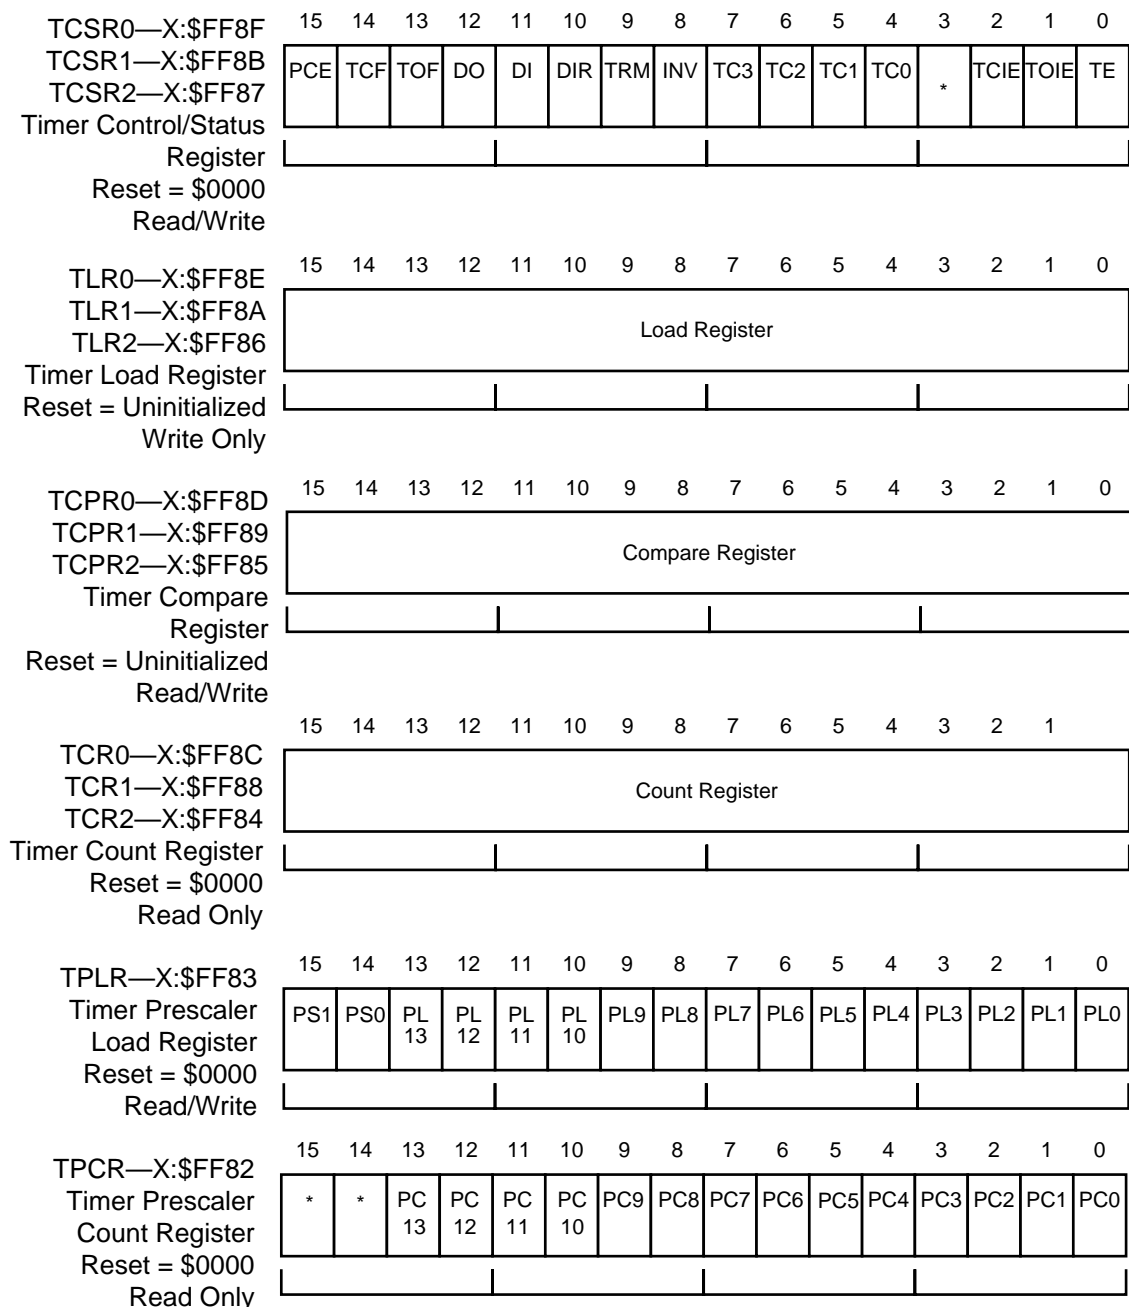 TCSR0—X:$FF8F
TCSR1—X:$FF8B
TCSR2—X:$FF87
Timer Control/Status
Register
Reset = $0000
Read/Write
15 14 13 12 11 10 9 8 7 6 5 4 3 2 1 0
PCE TCF TOF DO DI DIR TRM INV TC3 TC2 TC1 TC0 * TCIE TOIE TE
TLR0—X:$FF8E
TLR1—X:$FF8A
TLR2—X:$FF86
Timer Load Register
Reset = Uninitialized
Write Only
15 14 13 12 11 10 9 8 7 6 5 4 3 2 1 0
Load Register
TCPR0—X:$FF8D
TCPR1—X:$FF89
TCPR2—X:$FF85
Timer Compare
Register
Reset = Uninitialized
Read/Write
15 14 13 12 11 10 9 8 7 6 5 4 3 2 1 0
Compare Register
TCR0—X:$FF8C
TCR1—X:$FF88
TCR2—X:$FF84
Timer Count Register
Reset = $0000
Read Only
15 14 13 12 11 10 9 8 7 6 5 4 3 2 1
Count Register
TPLR—X:$FF83
Timer Prescaler
Load Register
Reset = $0000
Read/Write
15 14 13 12 11 10 9 8 7 6 5 4 3 2 1 0
PS1 PS0 PL PL PL PL PL9 PL8 PL7 PL6 PL5 PL4 PL3 PL2 PL1 PL0
13 12 11 10
TPCR—X:$FF82
Timer Prescaler
Count Register
Reset = $0000
Read Only
15 14 13 12 11 10 9 8 7 6 5 4 3 2 1 0
* * PC PC PC PC PC9 PC8 PC7 PC6 PC5 PC4 PC3 PC2 PC1 PC0
13 12 11 10